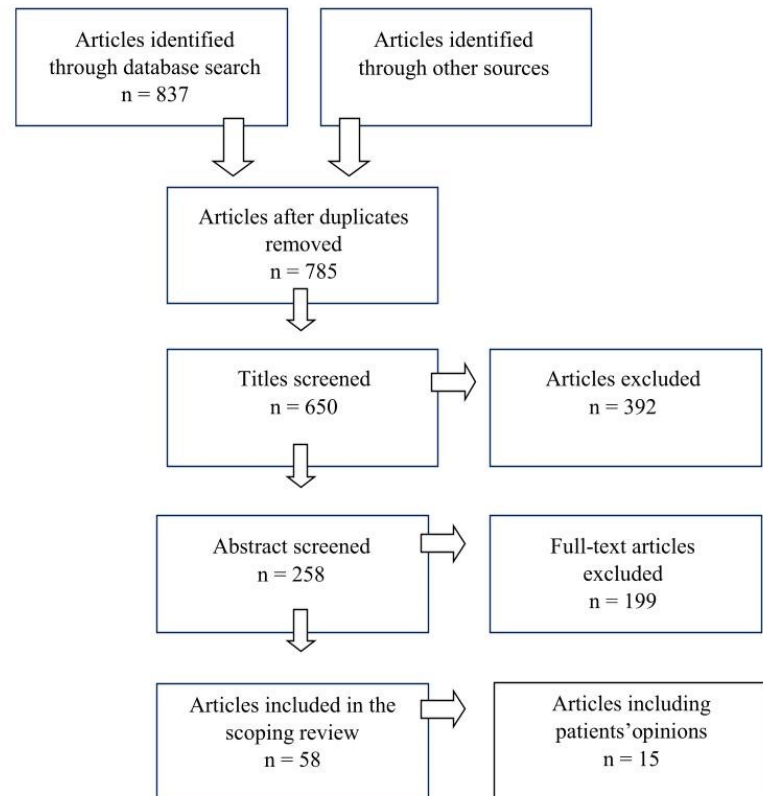 Articles identified
through database search
n = 837
Articles identified
through other sources
Articles after duplicates
removed
n = 785
Titles screened
n = 650
Articles excluded
n = 392
Abstract screened
n = 258
Full-text articles
excluded
n = 199
Articles included in the
scoping review
n = 58
Articles including
patients'opinions
n = 15